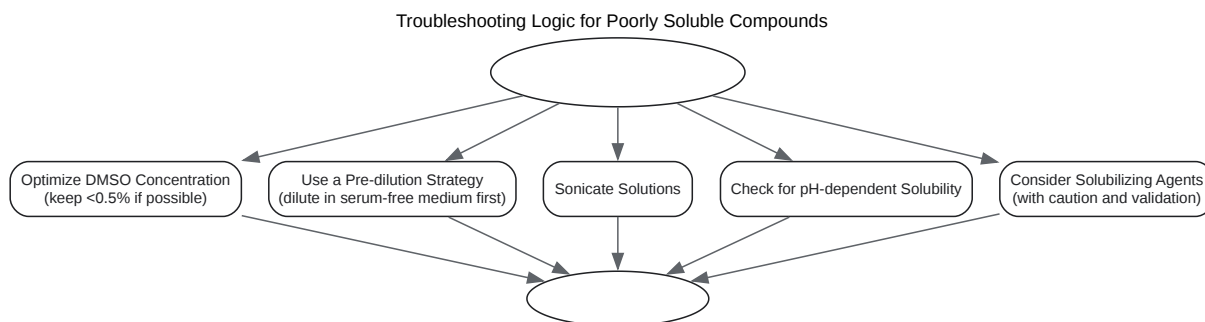 Troubleshooting Logic for Poorly Soluble Compounds
Optimize DMSO Concentration
(keep <0.5% if possible)
Use a Pre-dilution Strategy
(dilute in serum-free medium first)
Sonicate Solutions
Check for pH-dependent Solubility
Consider Solubilizing Agents
(with caution and validation)